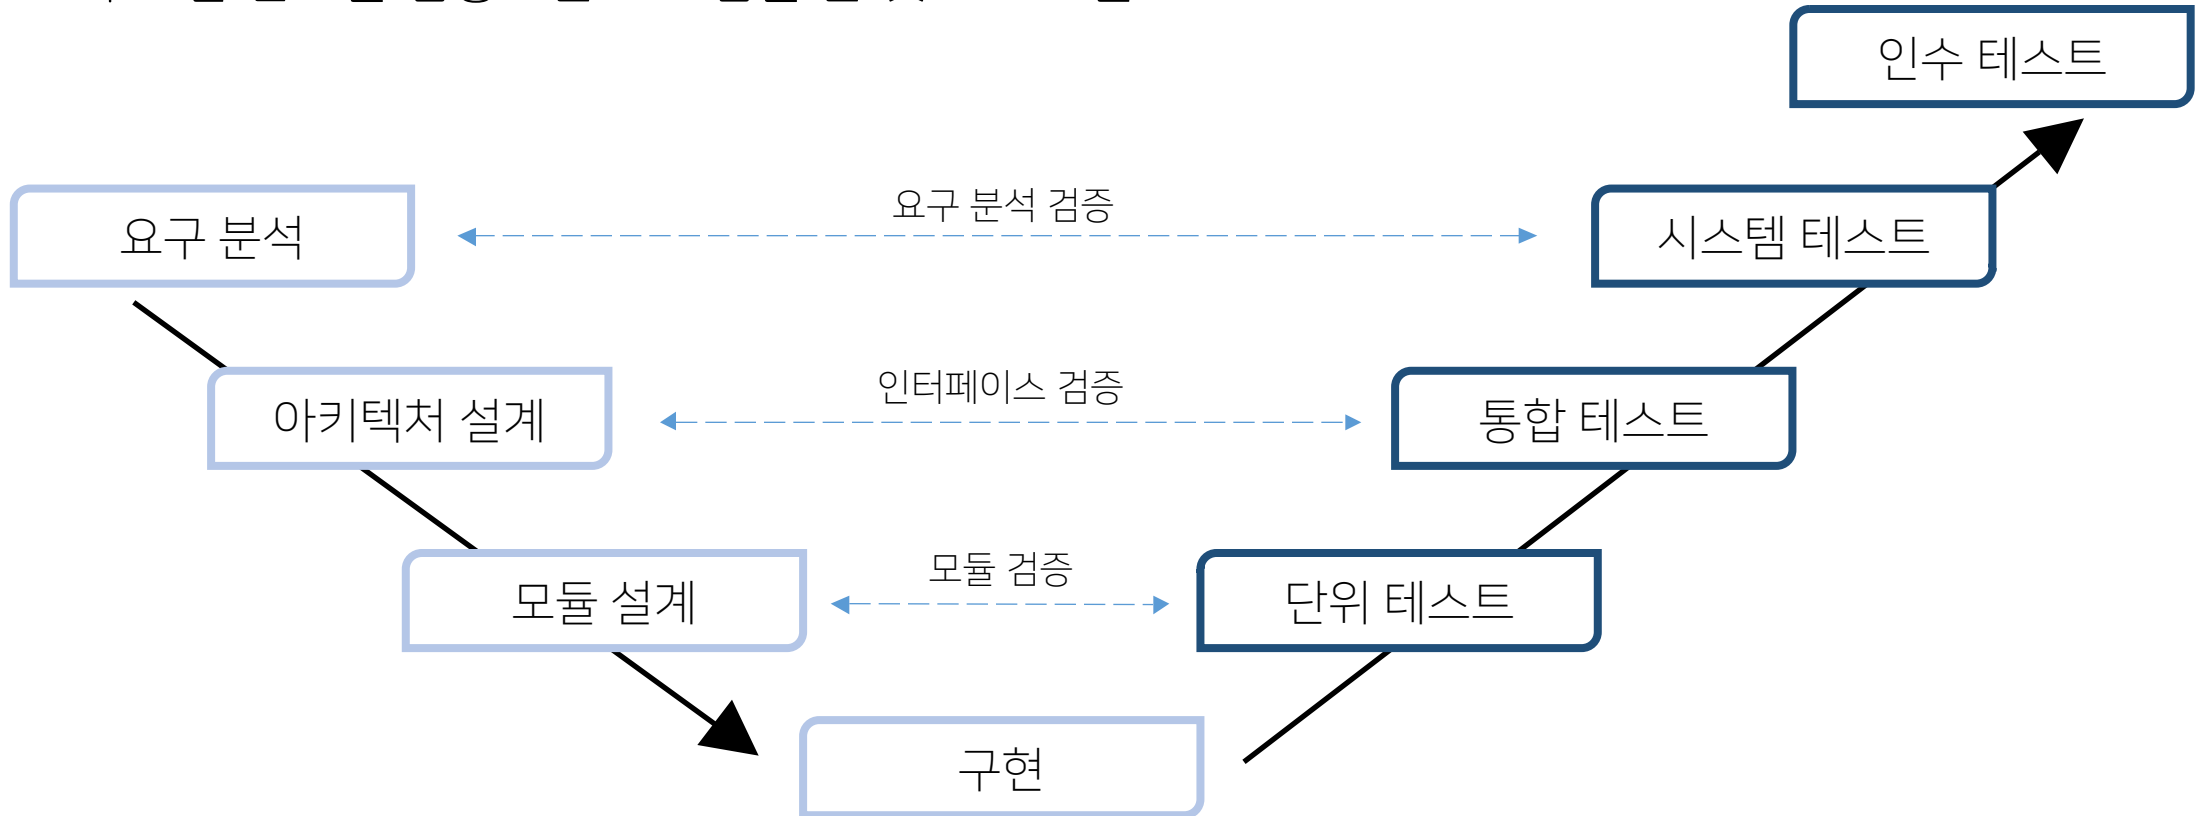 인수 테스트
요구 분석
요구 분석 검증
시스템 테스트
아키텍처 설계
인터페이스 검증
통합 테스트
모듈 설계
모듈 검증
단위 테스트
구현